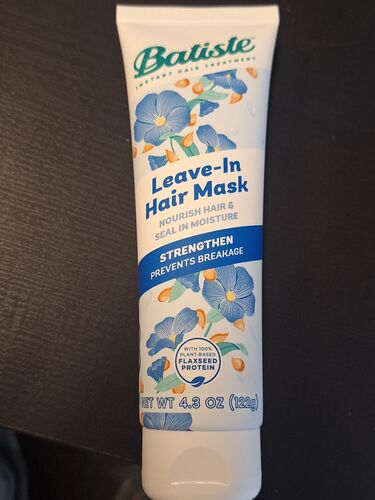 Batiste
INSTANT HAIR TREATMENT
Leave-In
Hair Mask
NOURISH HAIR &
SEAL IN MOISTURE
STRENGTHEN
PREVENTS BREAKAGE
WITH 100%
PLANT-BASED
FLAXSEED
PROTEIN
NET WT 4.3 OZ (122g)